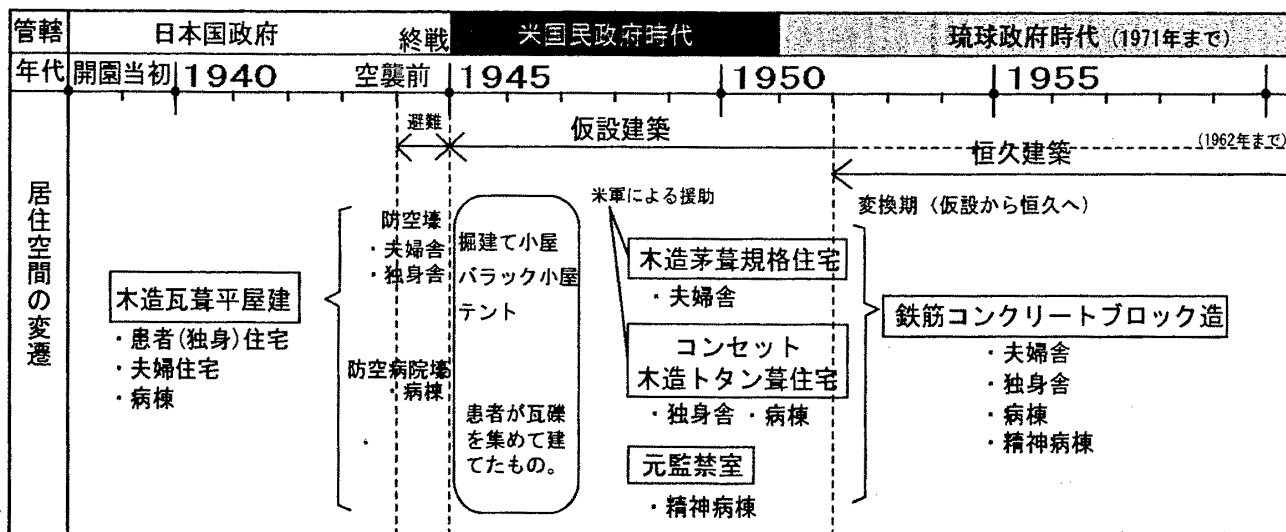 管轄 日本国政府 終戦 米国民政府時代 琉球政府時代 (1971年まで)
年代 開園当初 1940 空襲前 1945 1950 1955
避難 仮設建築 (1962年まで)
恒久建築
居住空間の変遷
木造瓦葺平屋建
・患者(独身)住宅
・夫婦住宅
・病棟
防空壕
・夫婦舎
・独身舎
防空病院壕
・病棟
掘建て小屋
バラック小屋
テント
患者が瓦礫
を集めて建
てたもの。
米軍による援助
木造茅葺規格住宅
・夫婦舎
コンセット
木造トタン葺住宅
・独身舎 ・病棟
元監禁室
・精神病棟
変換期 (仮設から恒久へ)
鉄筋コンクリートブロック造
・夫婦舎
・独身舎
・病棟
・精神病棟